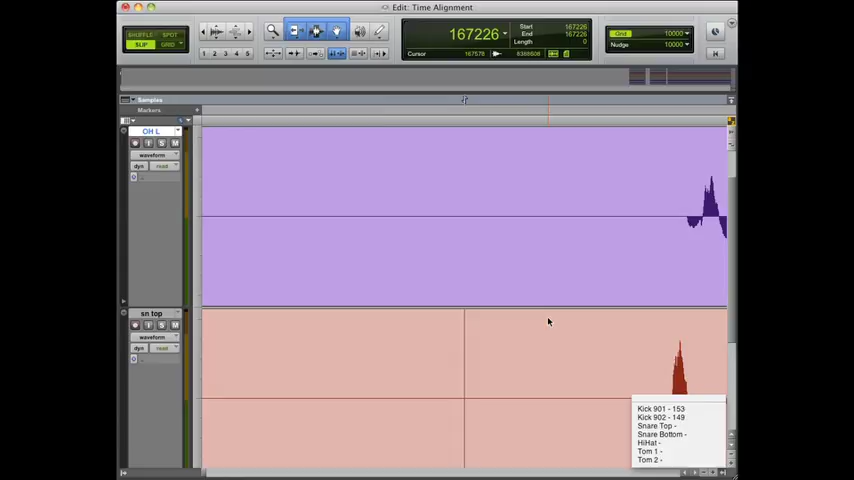 Edit: Time Alignment
SHUFFLE SPOT
SLIP GRID
1 2 3 4 5
167226
Start 167226
End 167226
Length 0
Cursor 167578 8388508
Grid 10000
Nudge 10000
Samples
Markers
OH L
I S M
waveform
dyn read
sn top
I S M
waveform
dyn read
Kick 901 - 153
Kick 902 - 149
Snare Top -
Snare Bottom -
HiHat -
Tom 1 -
Tom 2 -